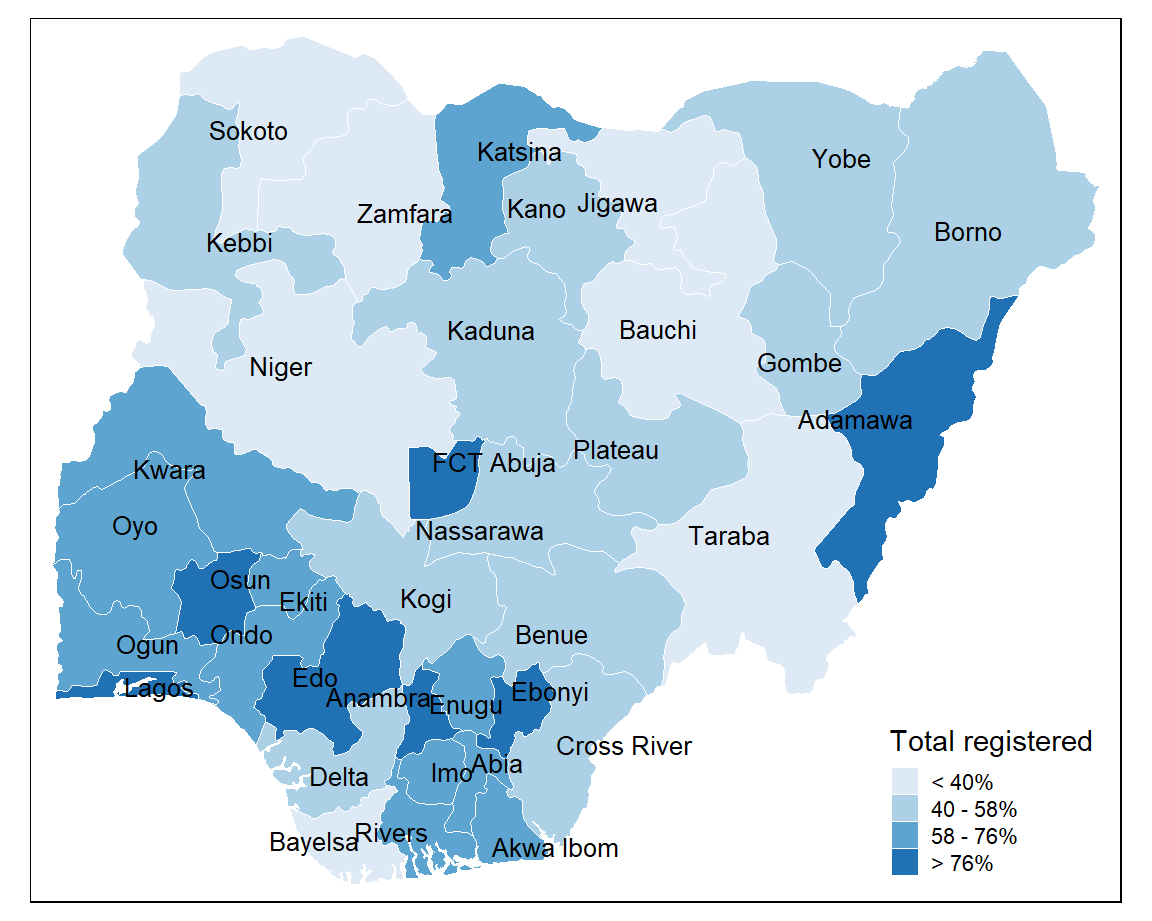 Sokoto
Katsina
Yobe
Zamfara
Kano
Jigawa
Kebbi
Borno
Kaduna
Bauchi
Niger
Gombe
Adamawa
Kwara
FCT Abuja
Plateau
Oyo
Nassarawa
Taraba
Osun
Ekiti
Kogi
Ogun
Ondo
Benue
Lagos
Edo
Anambra
Enugu
Ebonyi
Cross River
Delta
Imo
Abia
Bayelsa
Rivers
Akwa Ibom
Total registered
< 40%
40 - 58%
58 - 76%
> 76%